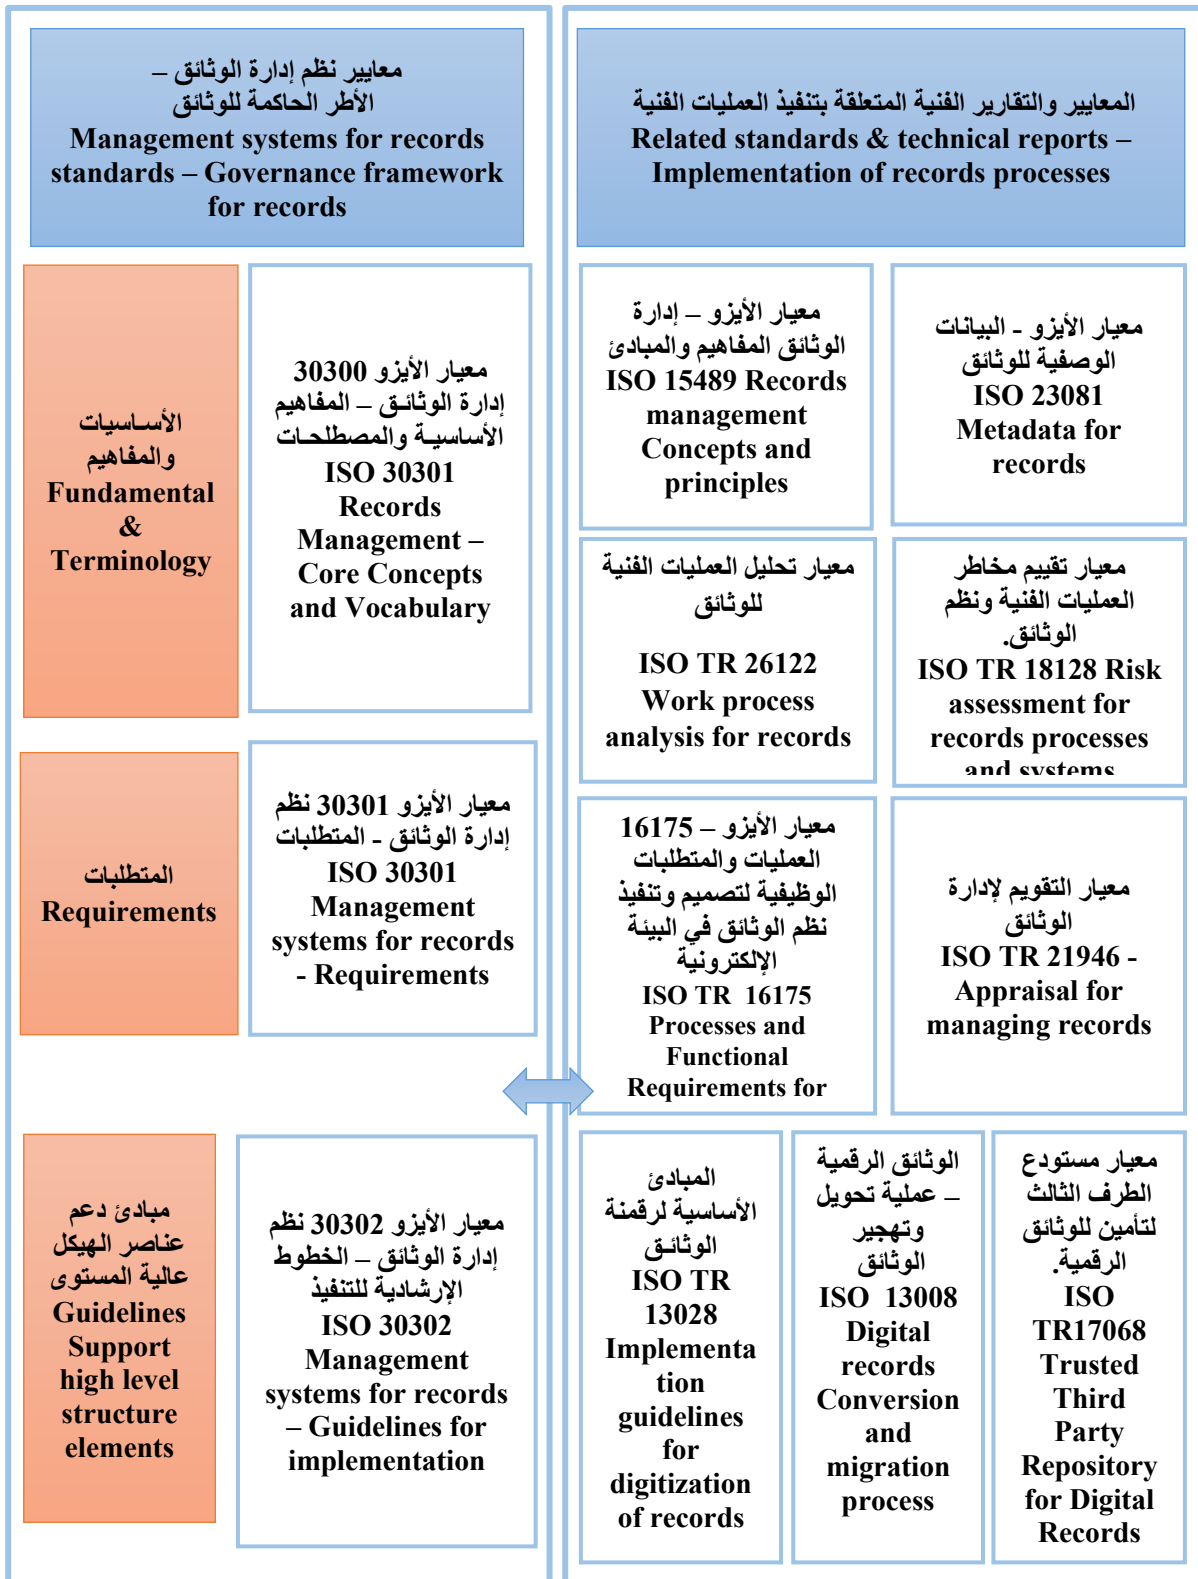 معايير نظم إدارة الوثائق –
الأطر الحاكمة للوثائق
Management systems for records
standards – Governance framework
for records
المعايير والتقارير الفنية المتعلقة بتنفيذ العمليات الفنية
Related standards & technical reports –
Implementation of records processes
الأساسيات
والمفاهيم
Fundamental
&
Terminology
معيار الأيزو 30300
إدارة الوثائق – المفاهيم
الأساسية والمصطلحات
ISO 30301
Records
Management –
Core Concepts
and Vocabulary
معيار الأيزو – إدارة
الوثائق المفاهيم والمبادئ
ISO 15489 Records
management
Concepts and
principles
معيار الأيزو - البيانات
الوصفية للوثائق
ISO 23081
Metadata for
records
معيار تحليل العمليات الفنية
للوثائق
ISO TR 26122
Work process
analysis for records
معيار تقييم مخاطر
العمليات الفنية ونظم
الوثائق.
ISO TR 18128 Risk
assessment for
records processes
and systems
المتطلبات
Requirements
معيار الأيزو 30301 نظم
إدارة الوثائق - المتطلبات
ISO 30301
Management
systems for records
- Requirements
معيار الأيزو – 16175
العمليات والمتطلبات
الوظيفية لتصميم وتنفيذ
نظم الوثائق في البيئة
الإلكترونية
ISO TR 16175
Processes and
Functional
Requirements for
معيار التقويم لإدارة
الوثائق
ISO TR 21946 -
Appraisal for
managing records
مبادئ دعم
عناصر الهيكل
عالية المستوى
Guidelines
Support
high level
structure
elements
معيار الأيزو 30302 نظم
إدارة الوثائق – الخطوط
الإرشادية للتنفيذ
ISO 30302
Management
systems for records
– Guidelines for
implementation
المبادئ
الأساسية لرقمنة
الوثائق
ISO TR
13028
Implementa
tion
guidelines
for
digitization
of records
الوثائق الرقمية
– عملية تحويل
وتهجير
الوثائق
ISO 13008
Digital
records
Conversion
and
migration
process
معيار مستودع
الطرف الثالث
لتأمين للوثائق
الرقمية.
ISO
TR17068
Trusted
Third
Party
Repository
for Digital
Records